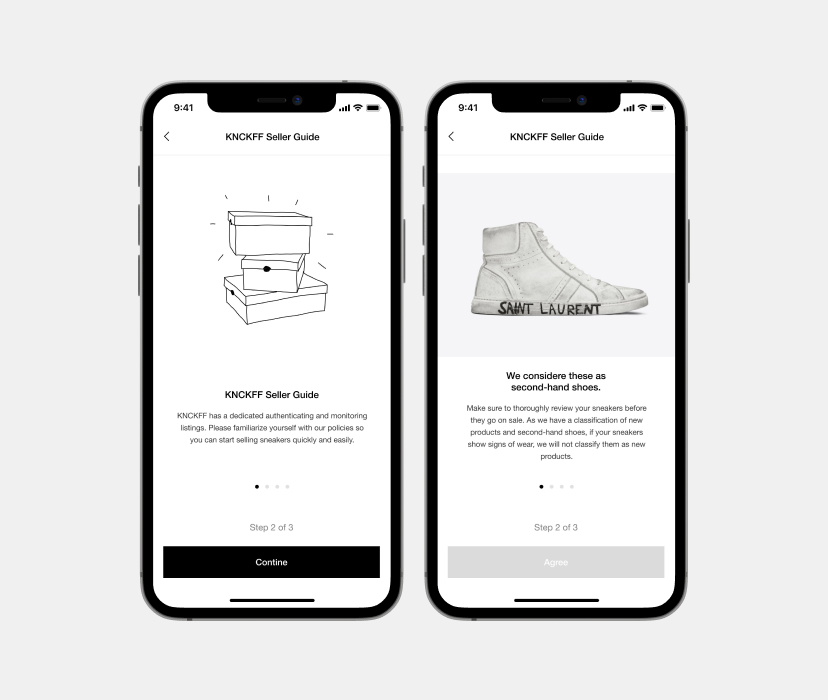 9:41
KNCKFF Seller Guide
KNCKFF Seller Guide
KNCKFF has a dedicated authenticating and monitoring
listings. Please familiarize yourself with our policies so
you can start selling sneakers quickly and easily.
Step 2 of 3
Contine
9:41
KNCKFF Seller Guide
SAINT LAURENT
We considere these as
second-hand shoes.
Make sure to thoroughly review your sneakers before
they go on sale. As we have a classification of new
products and second-hand shoes, if your sneakers
show signs of wear, we will not classify them as new
products.
Step 2 of 3
Agree